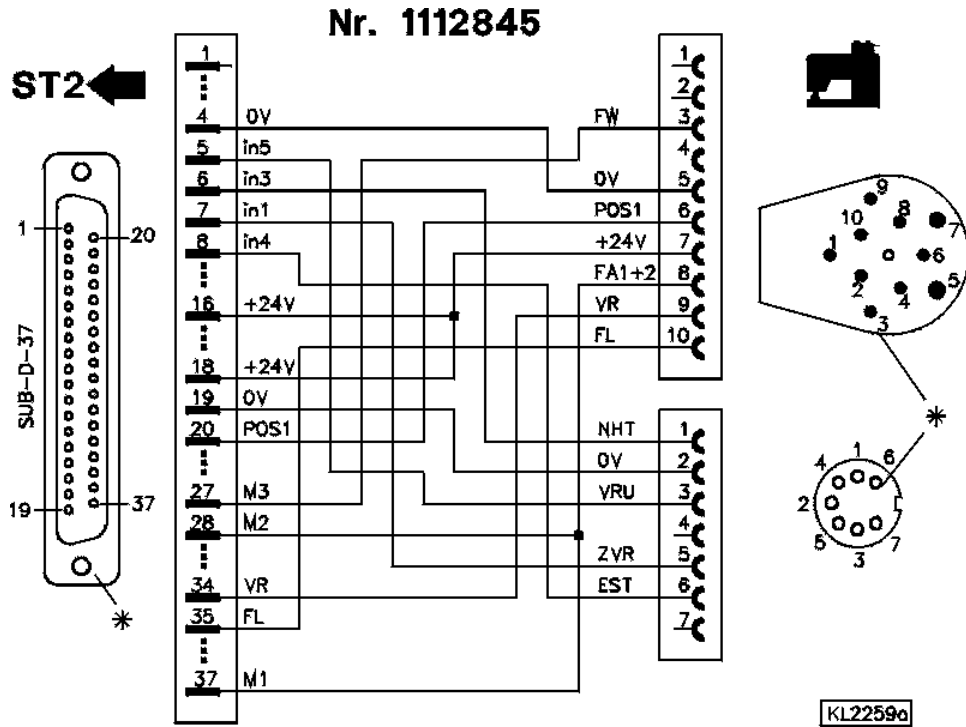 Nr. 1112845
ST2
SUB-D-37
1
20
19
37
*
1
4 0V
5 in5
6 in3
7 in1
8 in4
16 +24V
18 +24V
19 0V
20 POS1
27 M3
28 M2
34 VR
35 FL
37 M1
1
2
FW 3
4
0V 5
POS1 6
+24V 7
FA1+2 8
VR 9
FL 10
NHT 1
0V 2
VRU 3
4
ZVR 5
EST 6
7
9
10 8
7
1
6
2
4
5
3
*
1
4 6
2
5 7
3
KL2259a